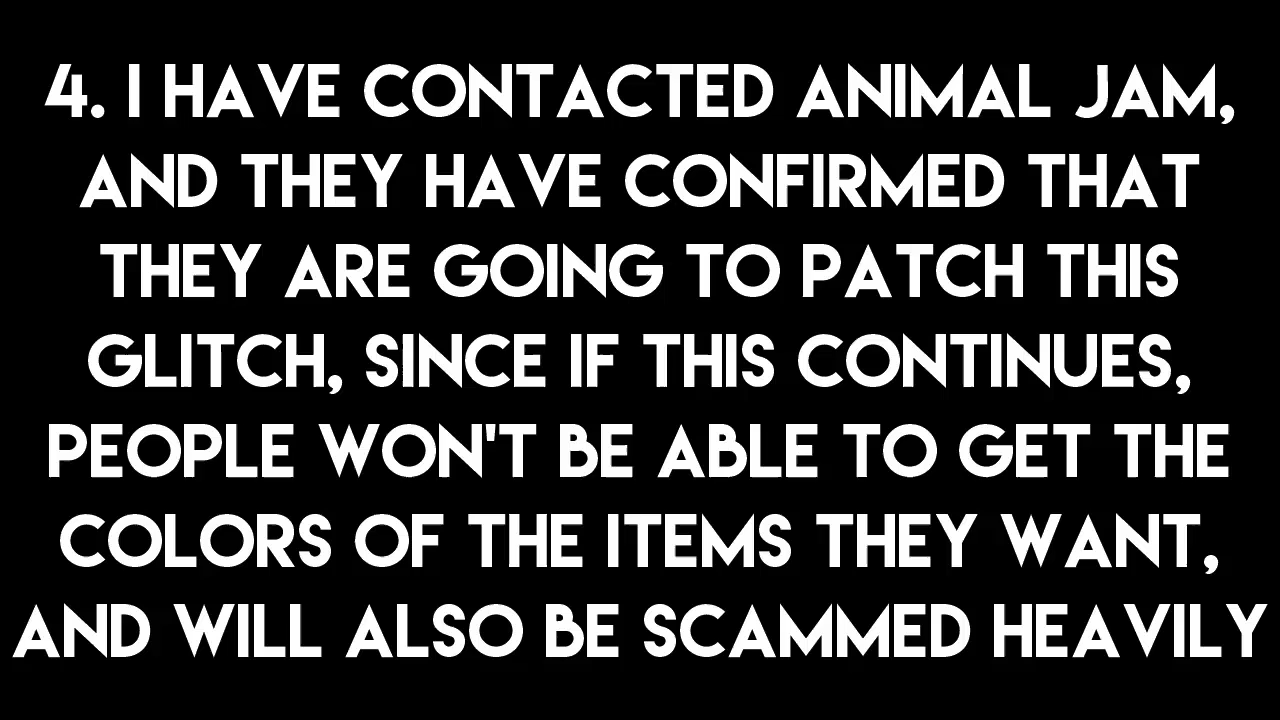 4. I HAVE CONTACTED ANIMAL JAM,
AND THEY HAVE CONFIRMED THAT
THEY ARE GOING TO PATCH THIS
GLITCH, SINCE IF THIS CONTINUES,
PEOPLE WON'T BE ABLE TO GET THE
COLORS OF THE ITEMS THEY WANT,
AND WILL ALSO BE SCAMMED HEAVILY